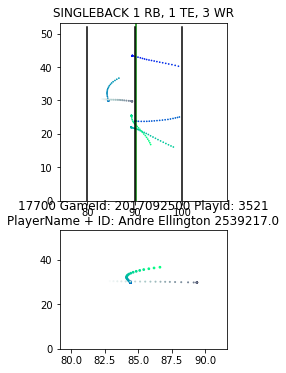 SINGLEBACK 1 RB, 1 TE, 3 WR
50
40
30
20
10
0
80 90 100
17700 GameId: 2017092500 PlayId: 3521
PlayerName + ID: Andre Ellington 2539217.0
40
20
0
80.0 82.5 85.0 87.5 90.0